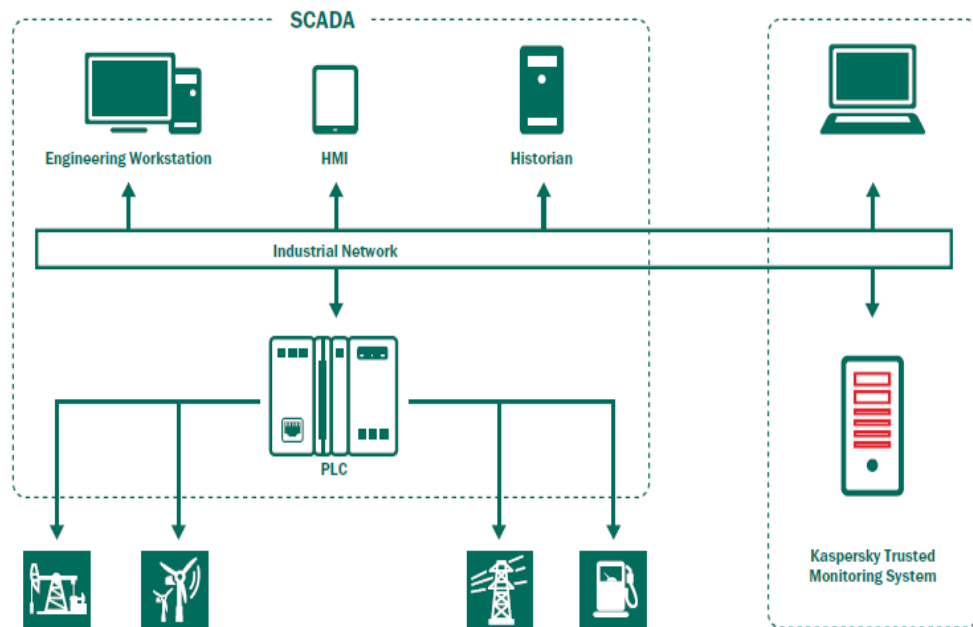 SCADA
Engineering Workstation
HMI
Historian
Industrial Network
PLC
Kaspersky Trusted
Monitoring System